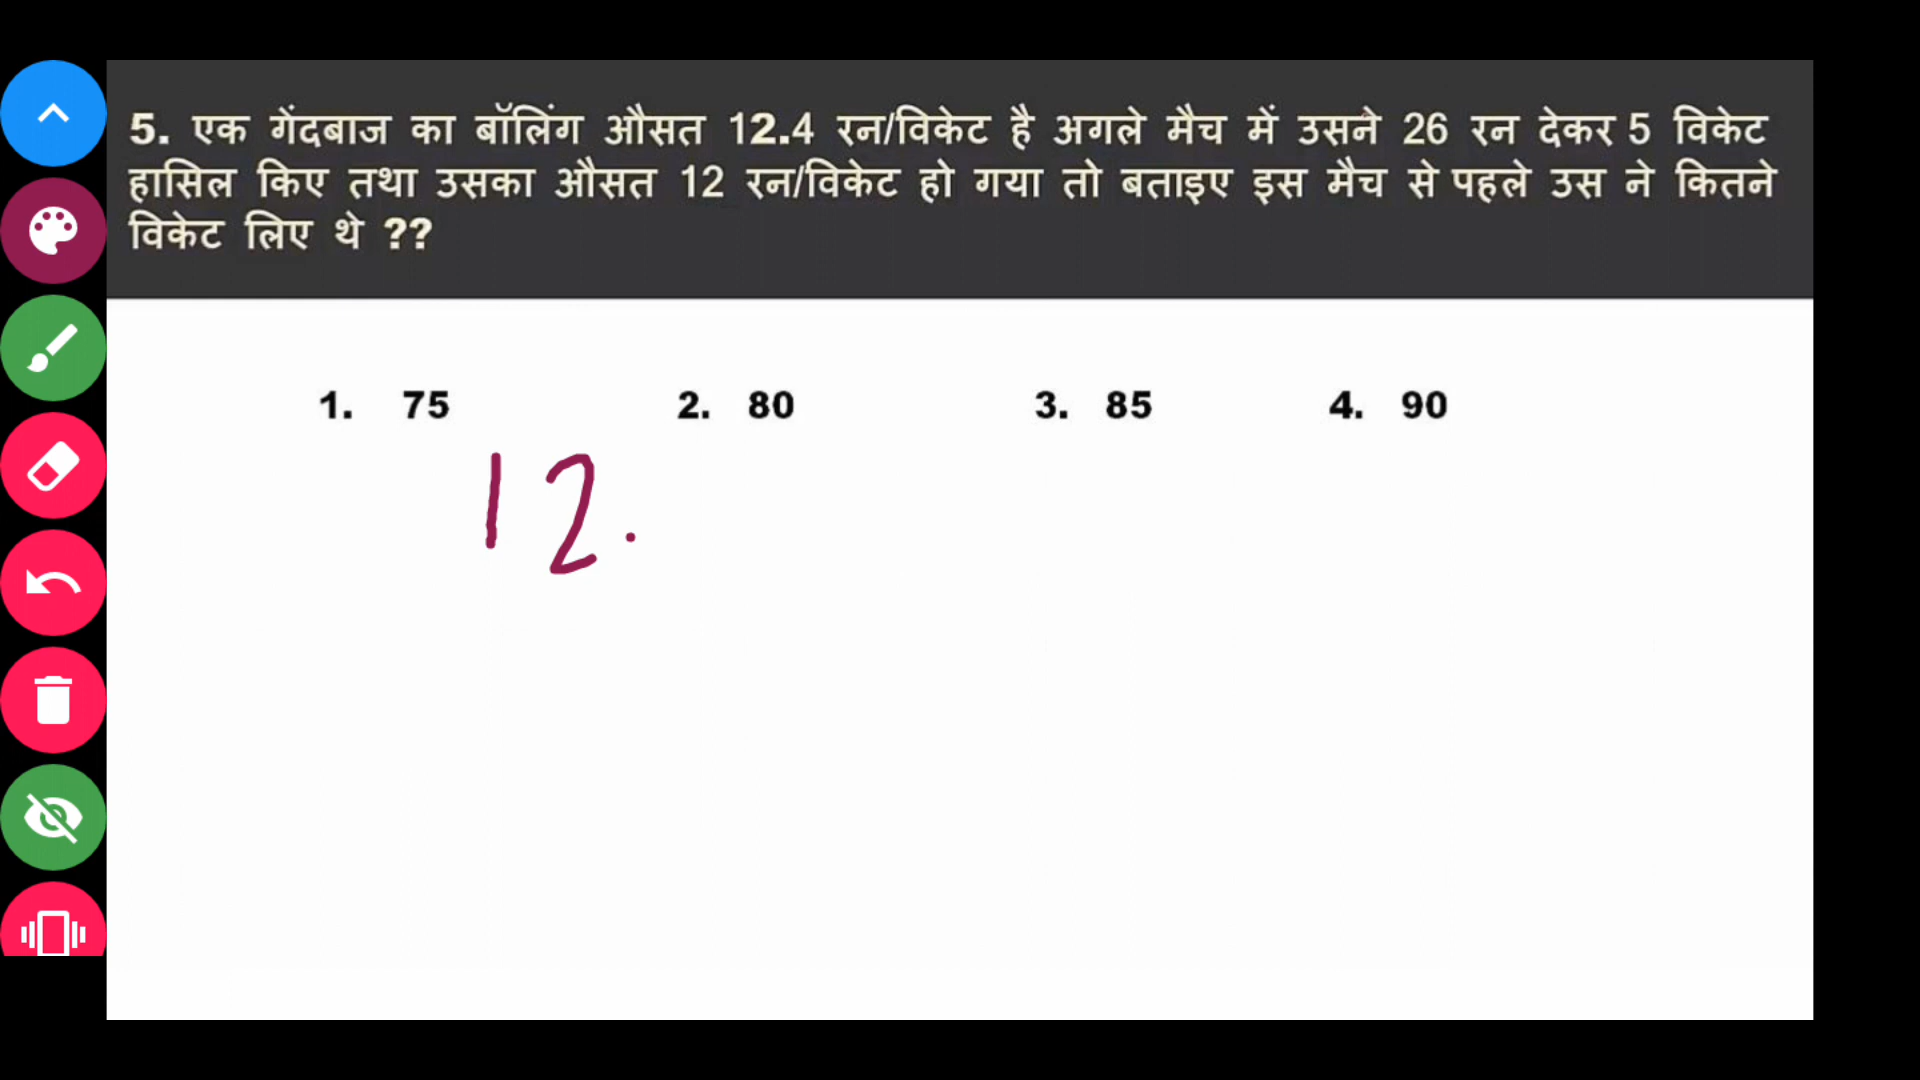 5. एक गेंदबाज का बॉलिंग औसत 12.4 रन/विकेट है अगले मैच में उसने 26 रन देकर 5 विकेट
हासिल किए तथा उसका औसत 12 रन/विकेट हो गया तो बताइए इस मैच से पहले उस ने कितने
विकेट लिए थे ??
1. 75 2. 80 3. 85 4. 90
12.